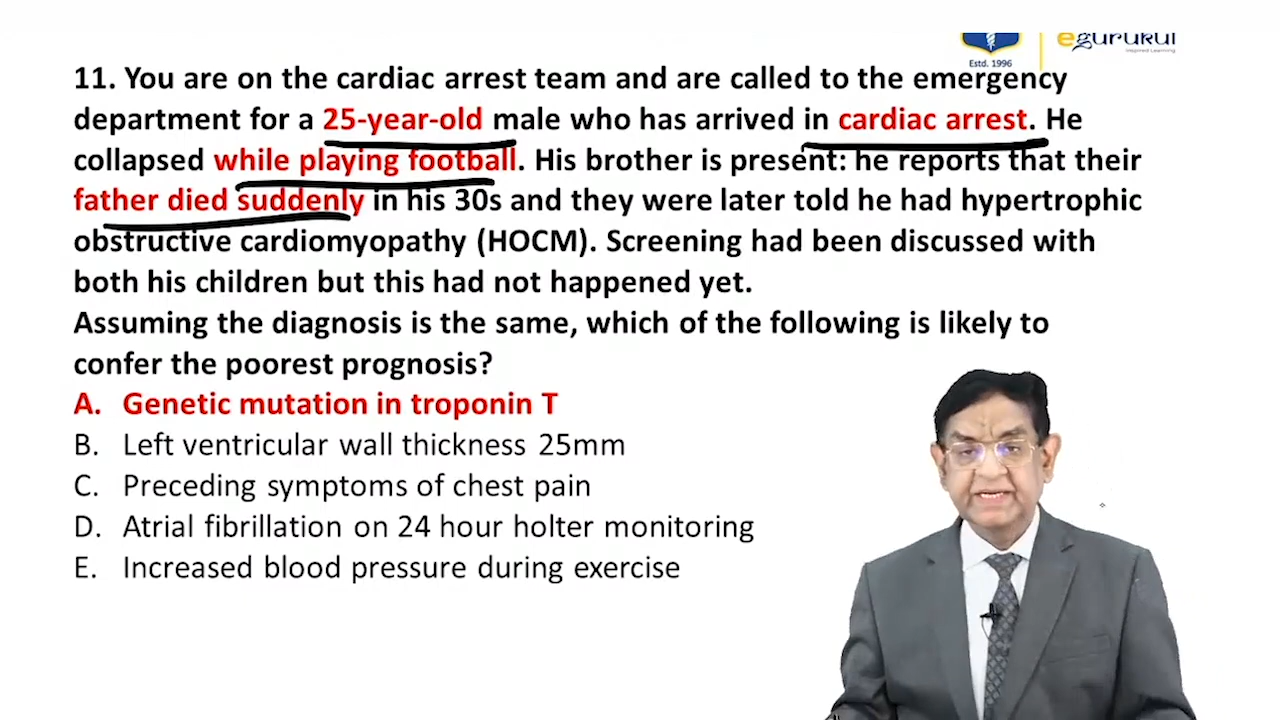 egurukul
Inspired Learning
Estd. 1996
11. You are on the cardiac arrest team and are called to the emergency
department for a 25-year-old male who has arrived in cardiac arrest. He
collapsed while playing football. His brother is present: he reports that their
father died suddenly in his 30s and they were later told he had hypertrophic
obstructive cardiomyopathy (HOCM). Screening had been discussed with
both his children but this had not happened yet.
Assuming the diagnosis is the same, which of the following is likely to
confer the poorest prognosis?
A. Genetic mutation in troponin T
B. Left ventricular wall thickness 25mm
C. Preceding symptoms of chest pain
D. Atrial fibrillation on 24 hour holter monitoring
E. Increased blood pressure during exercise